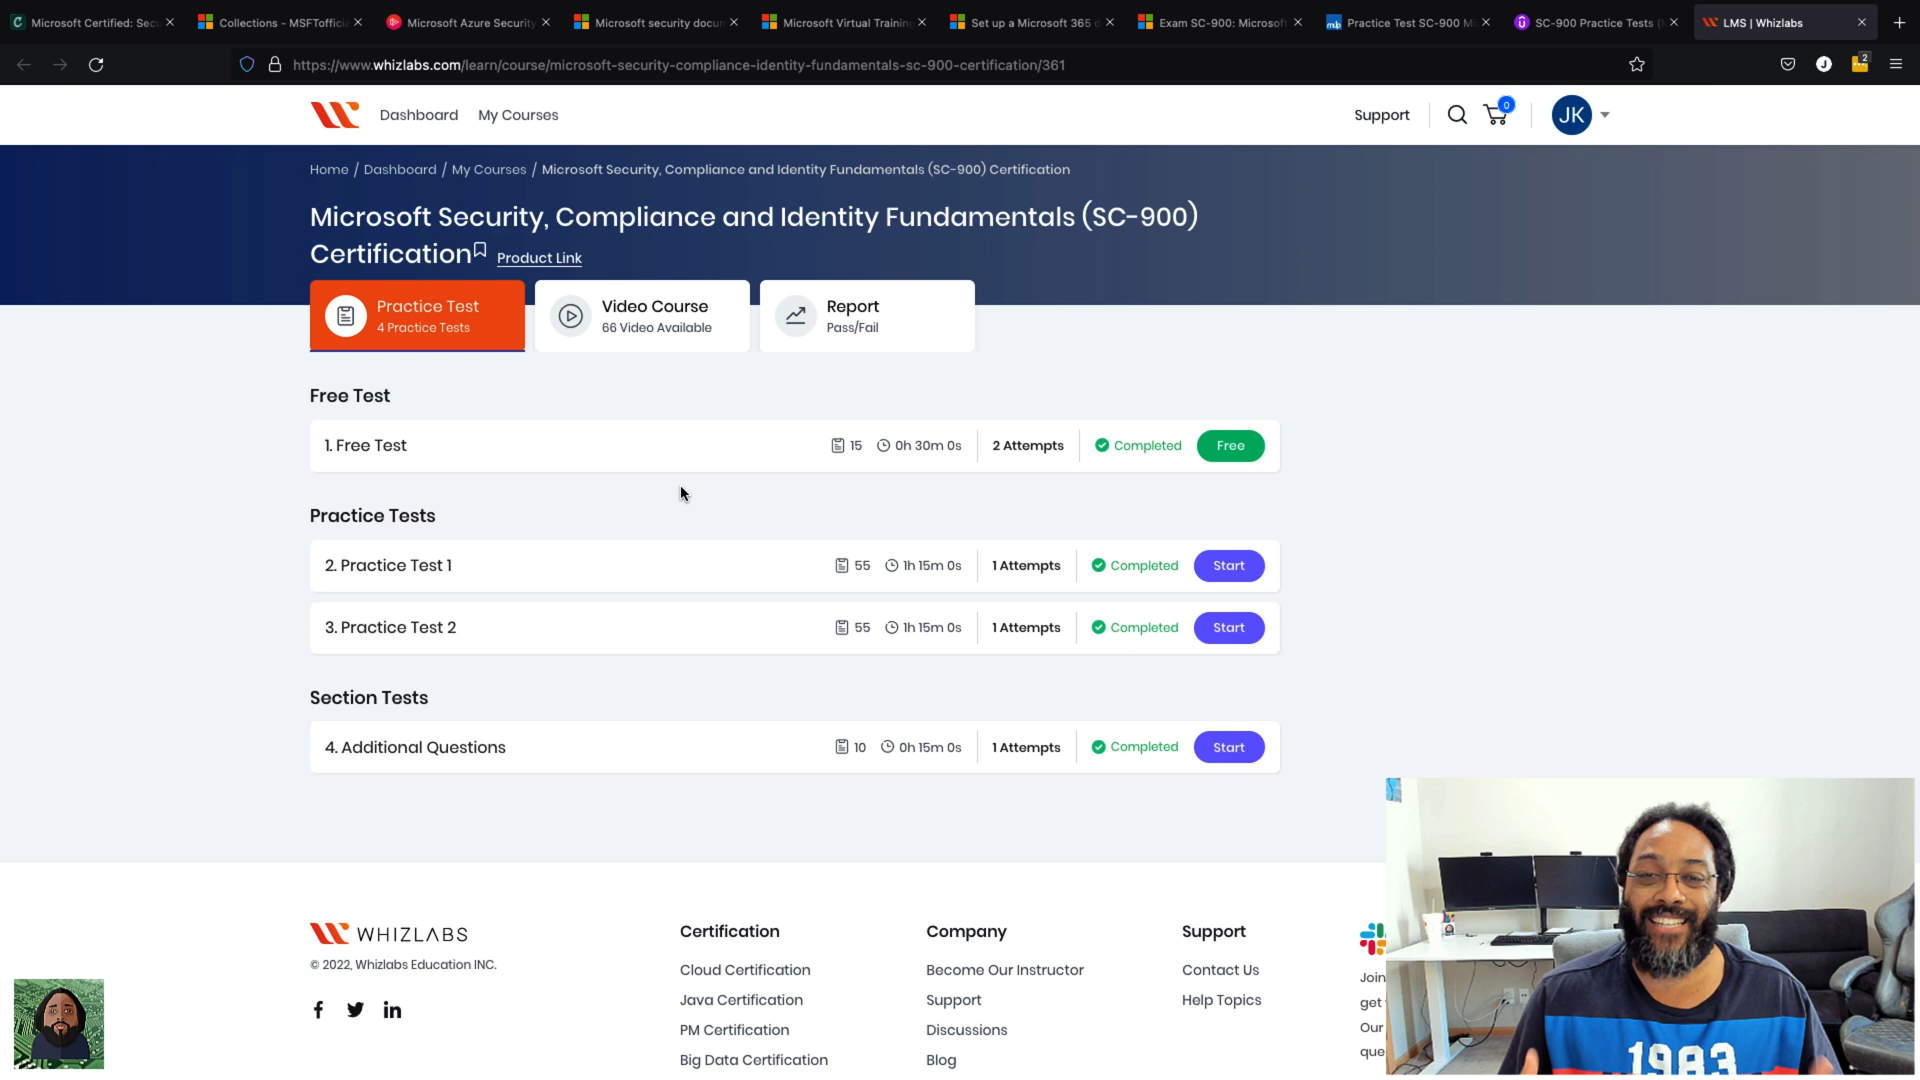 Microsoft Certified: Secu
Collections - MSFTofficia
Microsoft Azure Security
Microsoft security docum
Microsoft Virtual Training
Set up a Microsoft 365 d
Exam SC-900: Microsoft
Practice Test SC-900 Mi
SC-900 Practice Tests (
LMS | Whizlabs
https://www.whizlabs.com/learn/course/microsoft-security-compliance-identity-fundamentals-sc-900-certification/361
J
2
Dashboard
My Courses
Support
0
JK
Home / Dashboard / My Courses / Microsoft Security, Compliance and Identity Fundamentals (SC-900) Certification
Microsoft Security, Compliance and Identity Fundamentals (SC-900)
Certification Product Link
Practice Test
4 Practice Tests
Video Course
66 Video Available
Report
Pass/Fail
Free Test
1. Free Test 15 0h 30m 0s 2 Attempts Completed Free
Practice Tests
2. Practice Test 1 55 1h 15m 0s 1 Attempts Completed Start
3. Practice Test 2 55 1h 15m 0s 1 Attempts Completed Start
Section Tests
4. Additional Questions 10 0h 15m 0s 1 Attempts Completed Start
WHIZLABS
© 2022, Whizlabs Education INC.
Certification
Cloud Certification
Java Certification
PM Certification
Big Data Certification
Company
Become Our Instructor
Support
Discussions
Blog
Support
Contact Us
Help Topics
Join
get
Our
que
1983